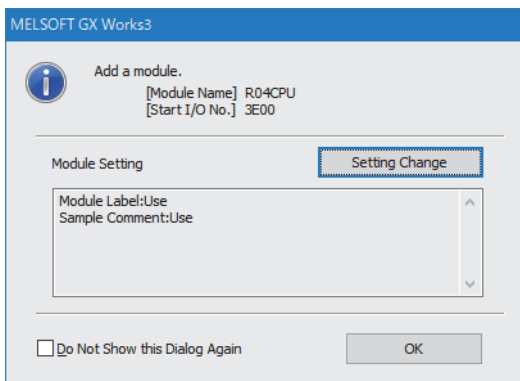 MELSOFT GX Works3
Add a module.
[Module Name] R04CPU
[Start I/O No.] 3E00
Module Setting
Setting Change
Module Label:Use
Sample Comment:Use
Do Not Show this Dialog Again
OK